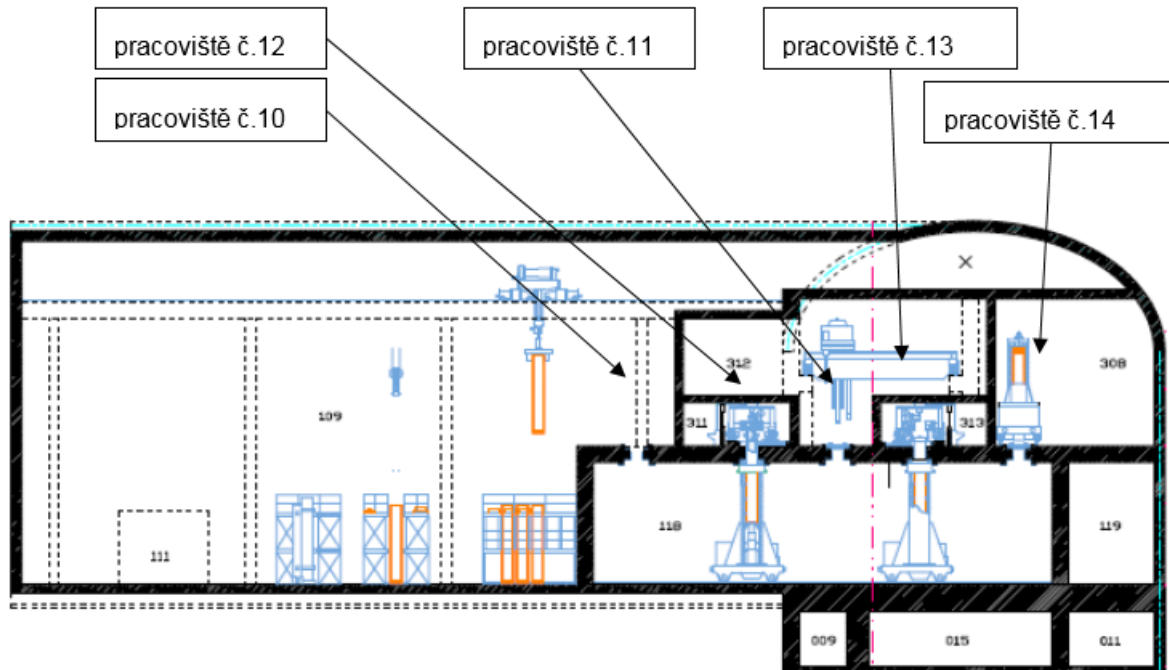 pracoviště č.12
pracoviště č.11
pracoviště č.13
pracoviště č.10
pracoviště č.14
312
308
109
311
313
118
119
111
009
015
011